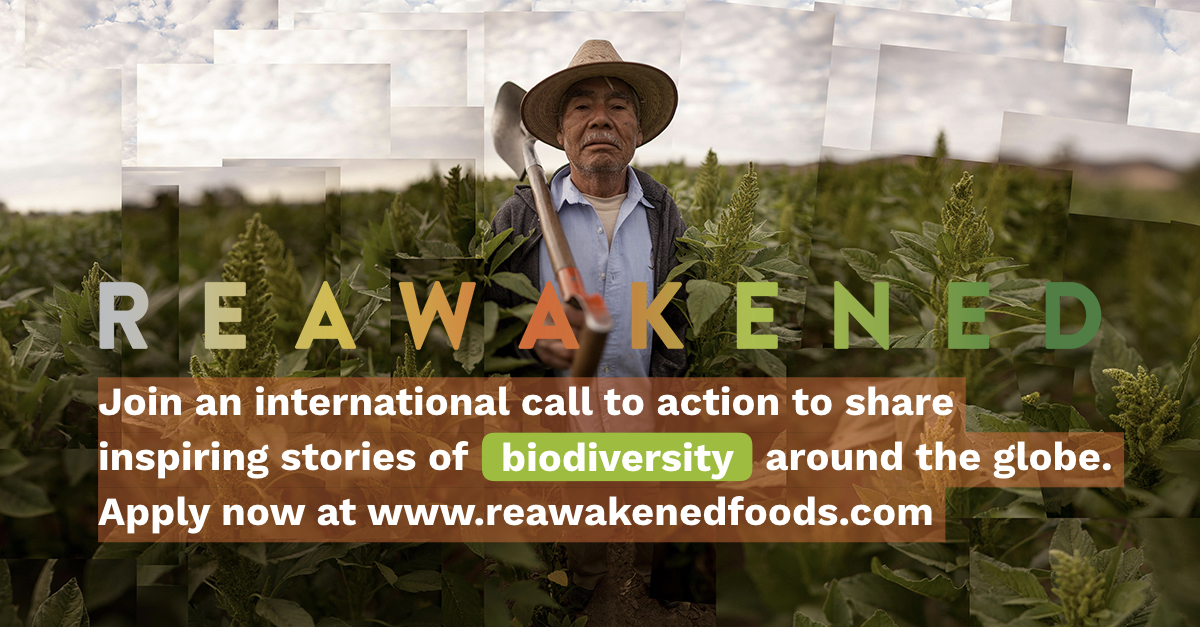 REAWAKENED
Join an international call to action to share
inspiring stories of biodiversity around the globe.
Apply now at www.reawakenedfoods.com